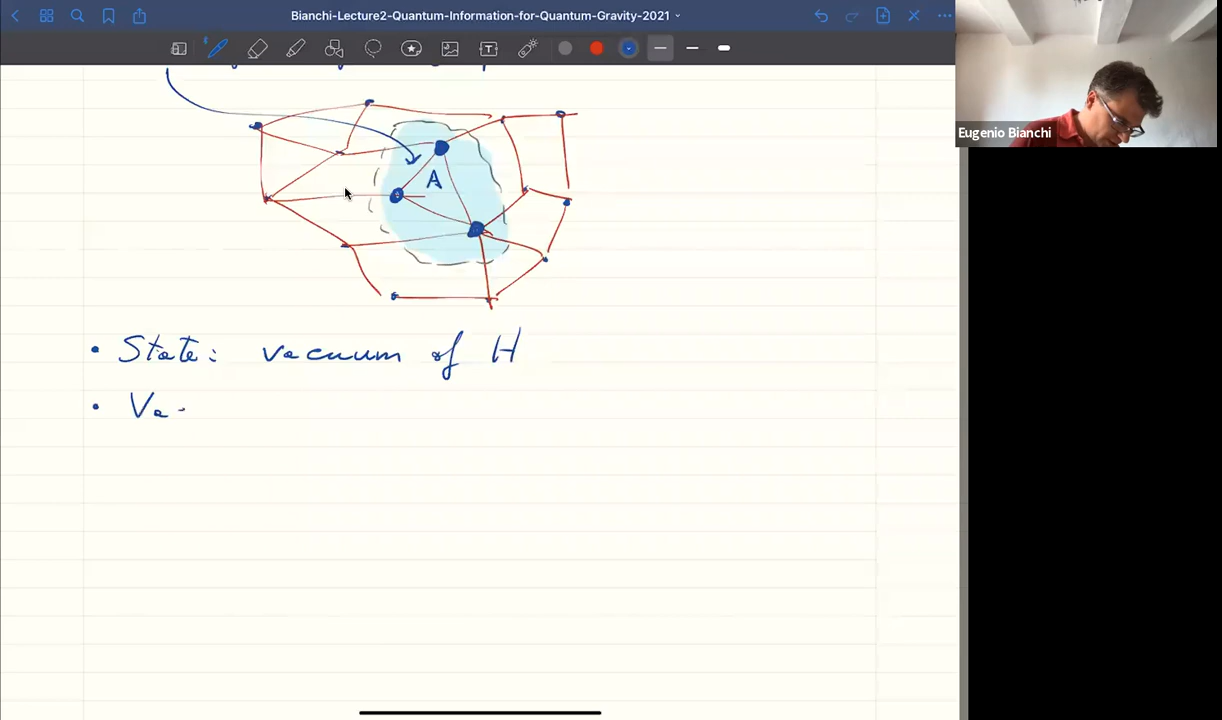 Bianchi-Lecture2-Quantum-Information-for-Quantum-Gravity-2021
T
Eugenio Bianchi
A
• State: vacuum of H
• Va